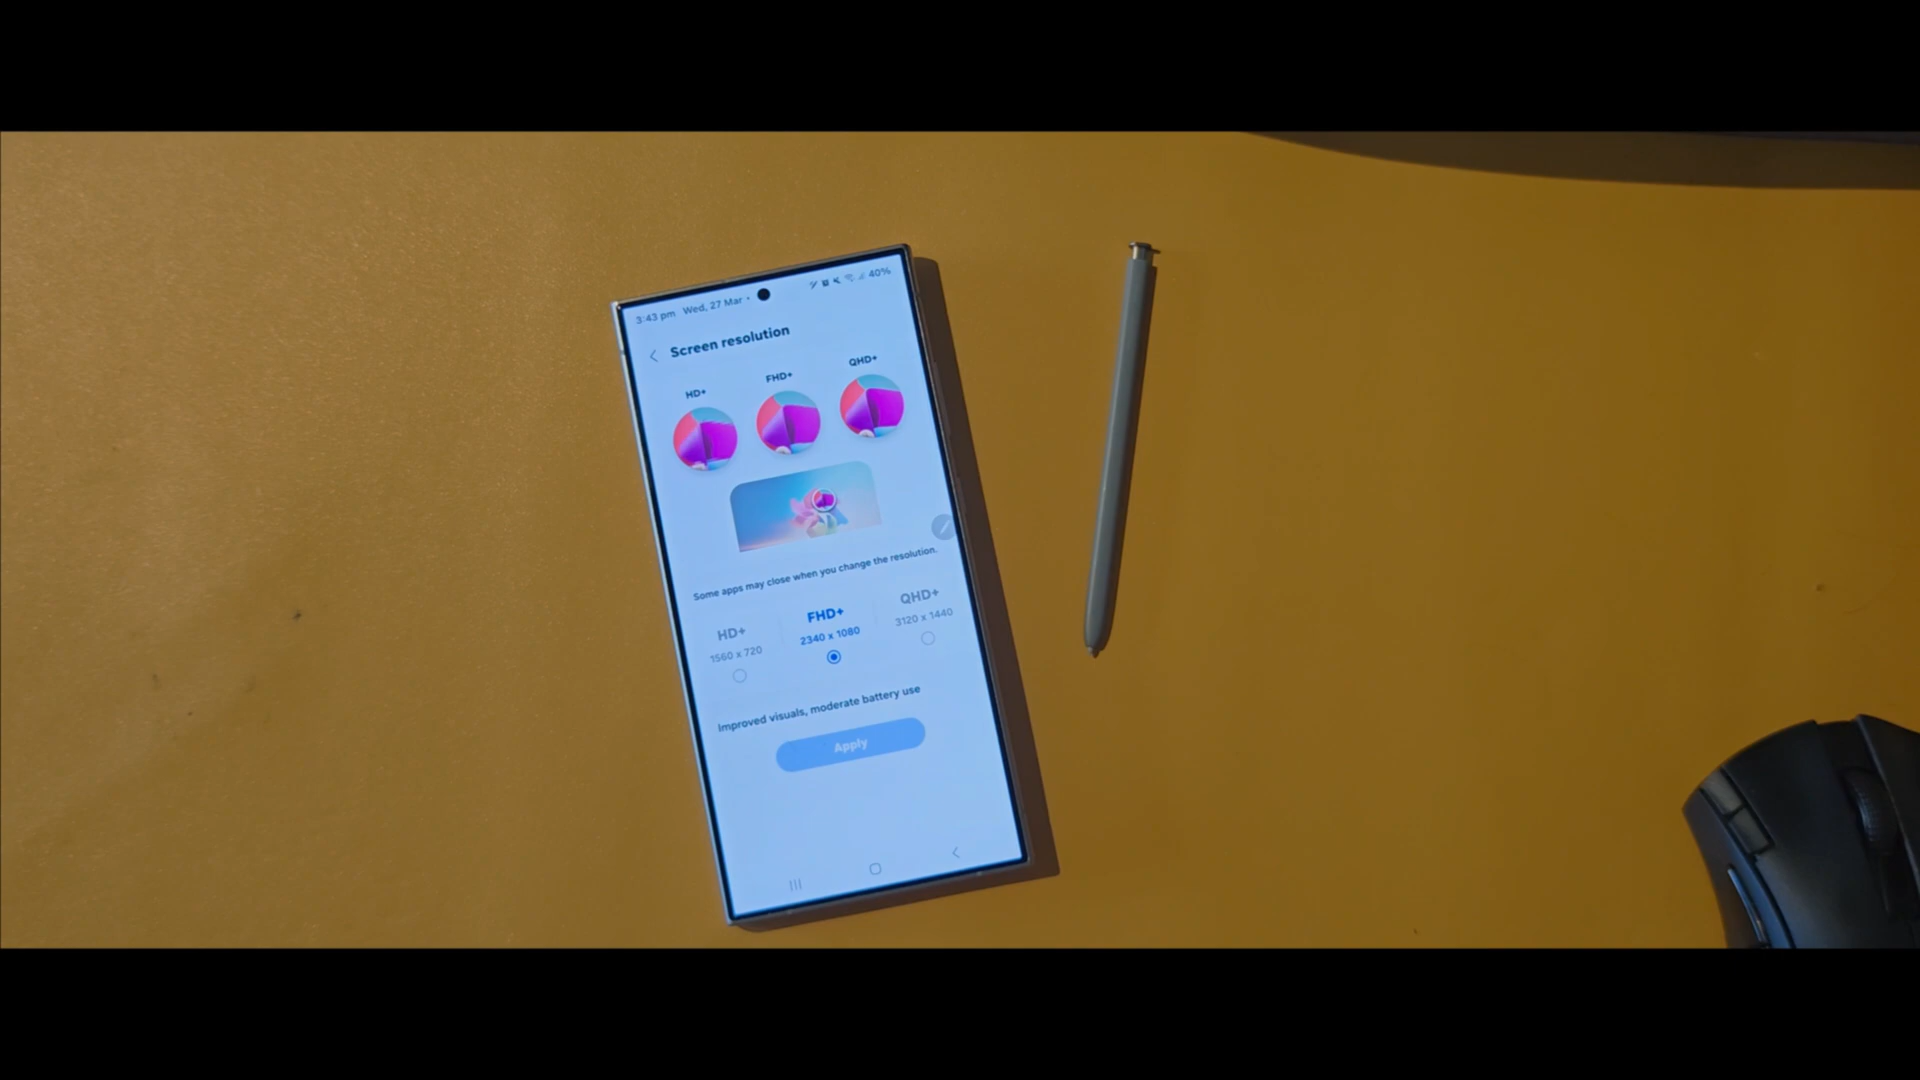 3:43 pm Wed, 27 Mar • 40%
Screen resolution
HD+ FHD+ QHD+
Some apps may close when you change the resolution.
HD+ FHD+ QHD+
1560 x 720 2340 x 1080 3120 x 1440
Improved visuals, moderate battery use
Apply